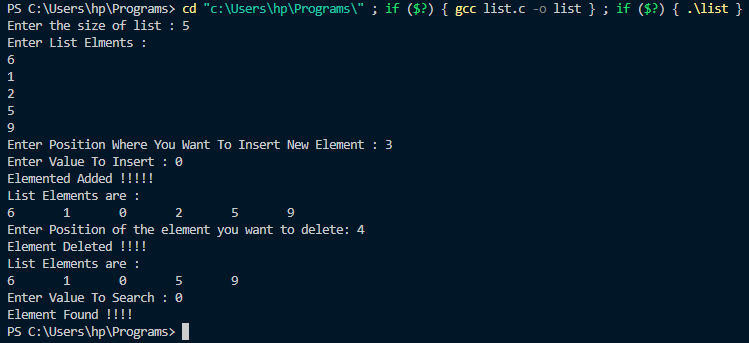 PS C:\Users\hp\Programs> cd "c:\Users\hp\Programs\" ; if ($?) { gcc list.c -o list } ; if ($?) { .\list }
Enter the size of list : 5
Enter List Elments :
6
1
2
5
9
Enter Position Where You Want To Insert New Element : 3
Enter Value To Insert : 0
Elemented Added !!!!!
List Elements are :
6 1 0 2 5 9
Enter Position of the element you want to delete: 4
Element Deleted !!!!
List Elements are :
6 1 0 5 9
Enter Value To Search : 0
Element Found !!!!
PS C:\Users\hp\Programs>